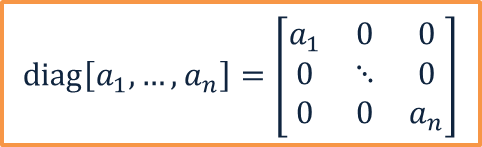 diag[a₁, …, aₙ] = [a₁ 0 0
0 ⋱ 0
0 0 aₙ]